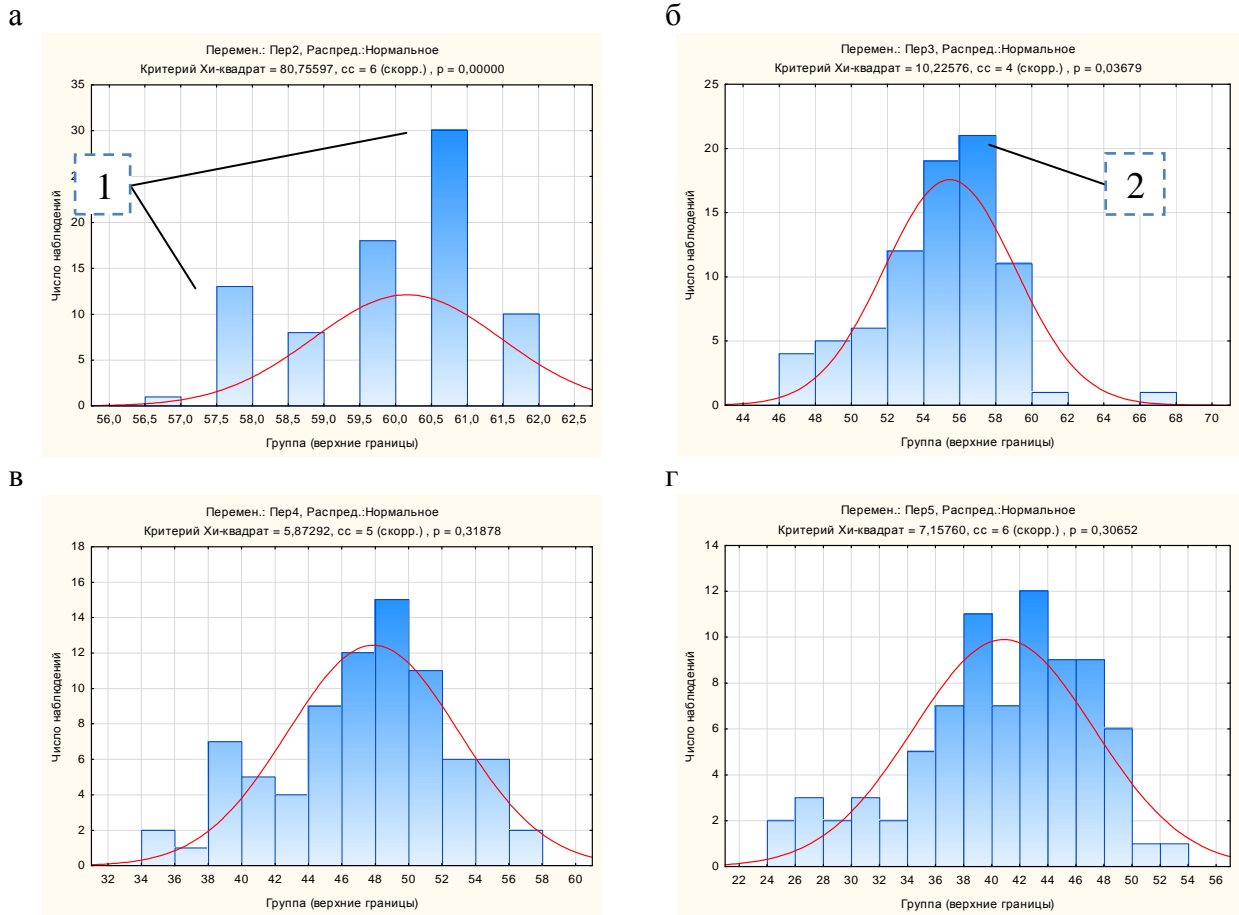 а
Перемен.: Пер2, Распред.:Нормальное
Критерий Хи-квадрат = 80,75597, сс = 6 (скорр.) , p = 0,00000
35
30
25
20
15
10
5
0
1
Число наблюдений
56,0 56,5 57,0 57,5 58,0 58,5 59,0 59,5 60,0 60,5 61,0 61,5 62,0 62,5
Группа (верхние границы)
б
Перемен.: Пер3, Распред.:Нормальное
Критерий Хи-квадрат = 10,22576, сс = 4 (скорр.) , p = 0,03679
25
20
15
10
5
0
2
Число наблюдений
44 46 48 50 52 54 56 58 60 62 64 66 68 70
Группа (верхние границы)
в
Перемен.: Пер4, Распред.:Нормальное
Критерий Хи-квадрат = 5,87292, сс = 5 (скорр.) , p = 0,31878
18
16
14
12
10
8
6
4
2
0
Число наблюдений
32 34 36 38 40 42 44 46 48 50 52 54 56 58 60
Группа (верхние границы)
г
Перемен.: Пер5, Распред.:Нормальное
Критерий Хи-квадрат = 7,15760, сс = 6 (скорр.) , p = 0,30652
14
12
10
8
6
4
2
0
Число наблюдений
22 24 26 28 30 32 34 36 38 40 42 44 46 48 50 52 54 56
Группа (верхние границы)